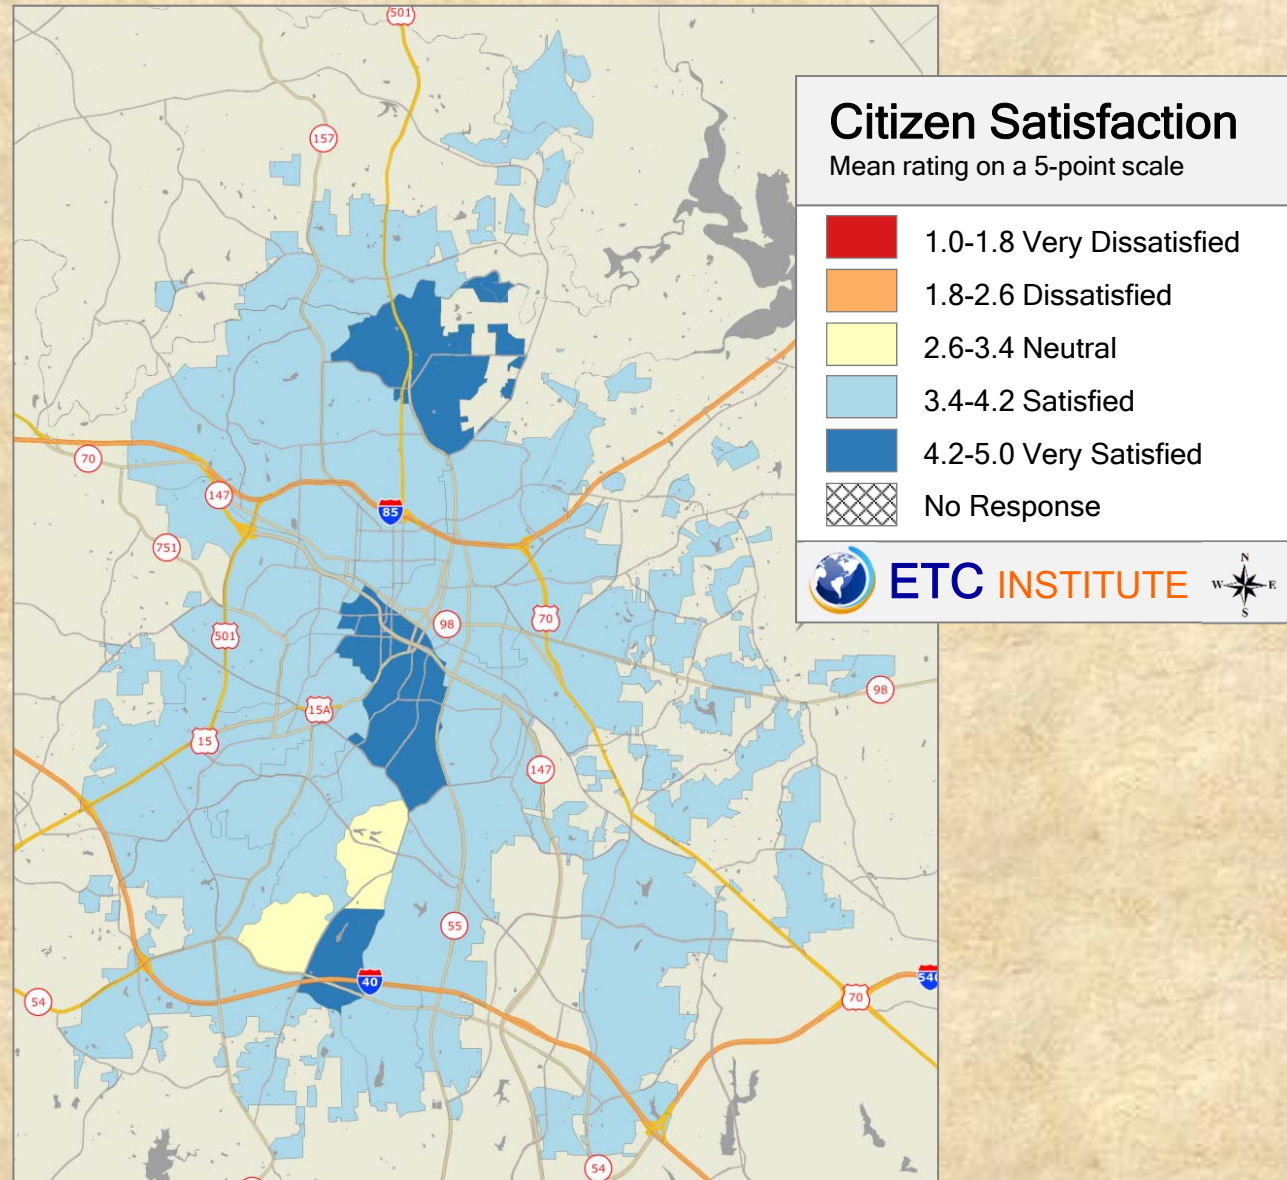 501
157
Citizen Satisfaction
Mean rating on a 5-point scale
1.0-1.8 Very Dissatisfied
1.8-2.6 Dissatisfied
2.6-3.4 Neutral
3.4-4.2 Satisfied
4.2-5.0 Very Satisfied
No Response
ETC INSTITUTE
N
W E
S
70
147
85
751
501
98
70
15A
15
98
147
55
40
54
70
540
54